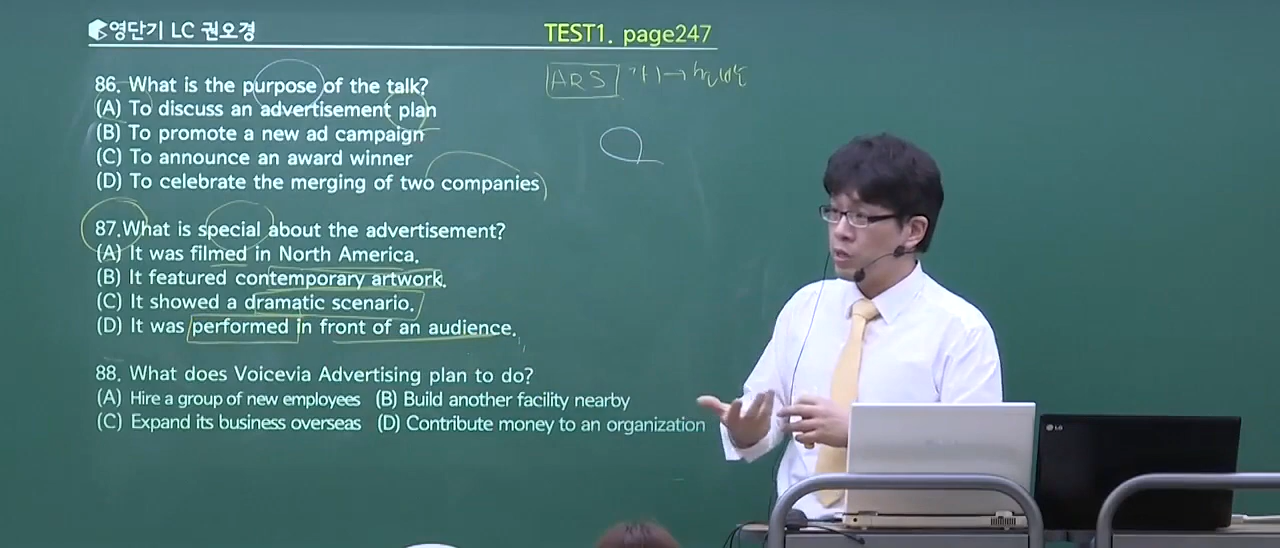 영단기 LC 권오경
TEST1. page247
ARS
86. What is the purpose of the talk?
(A) To discuss an advertisement plan
(B) To promote a new ad campaign
(C) To announce an award winner
(D) To celebrate the merging of two companies
87.What is special about the advertisement?
(A) It was filmed in North America.
(B) It featured contemporary artwork.
(C) It showed a dramatic scenario.
(D) It was performed in front of an audience.
88. What does Voicevia Advertising plan to do?
(A) Hire a group of new employees (B) Build another facility nearby
(C) Expand its business overseas (D) Contribute money to an organization
LG